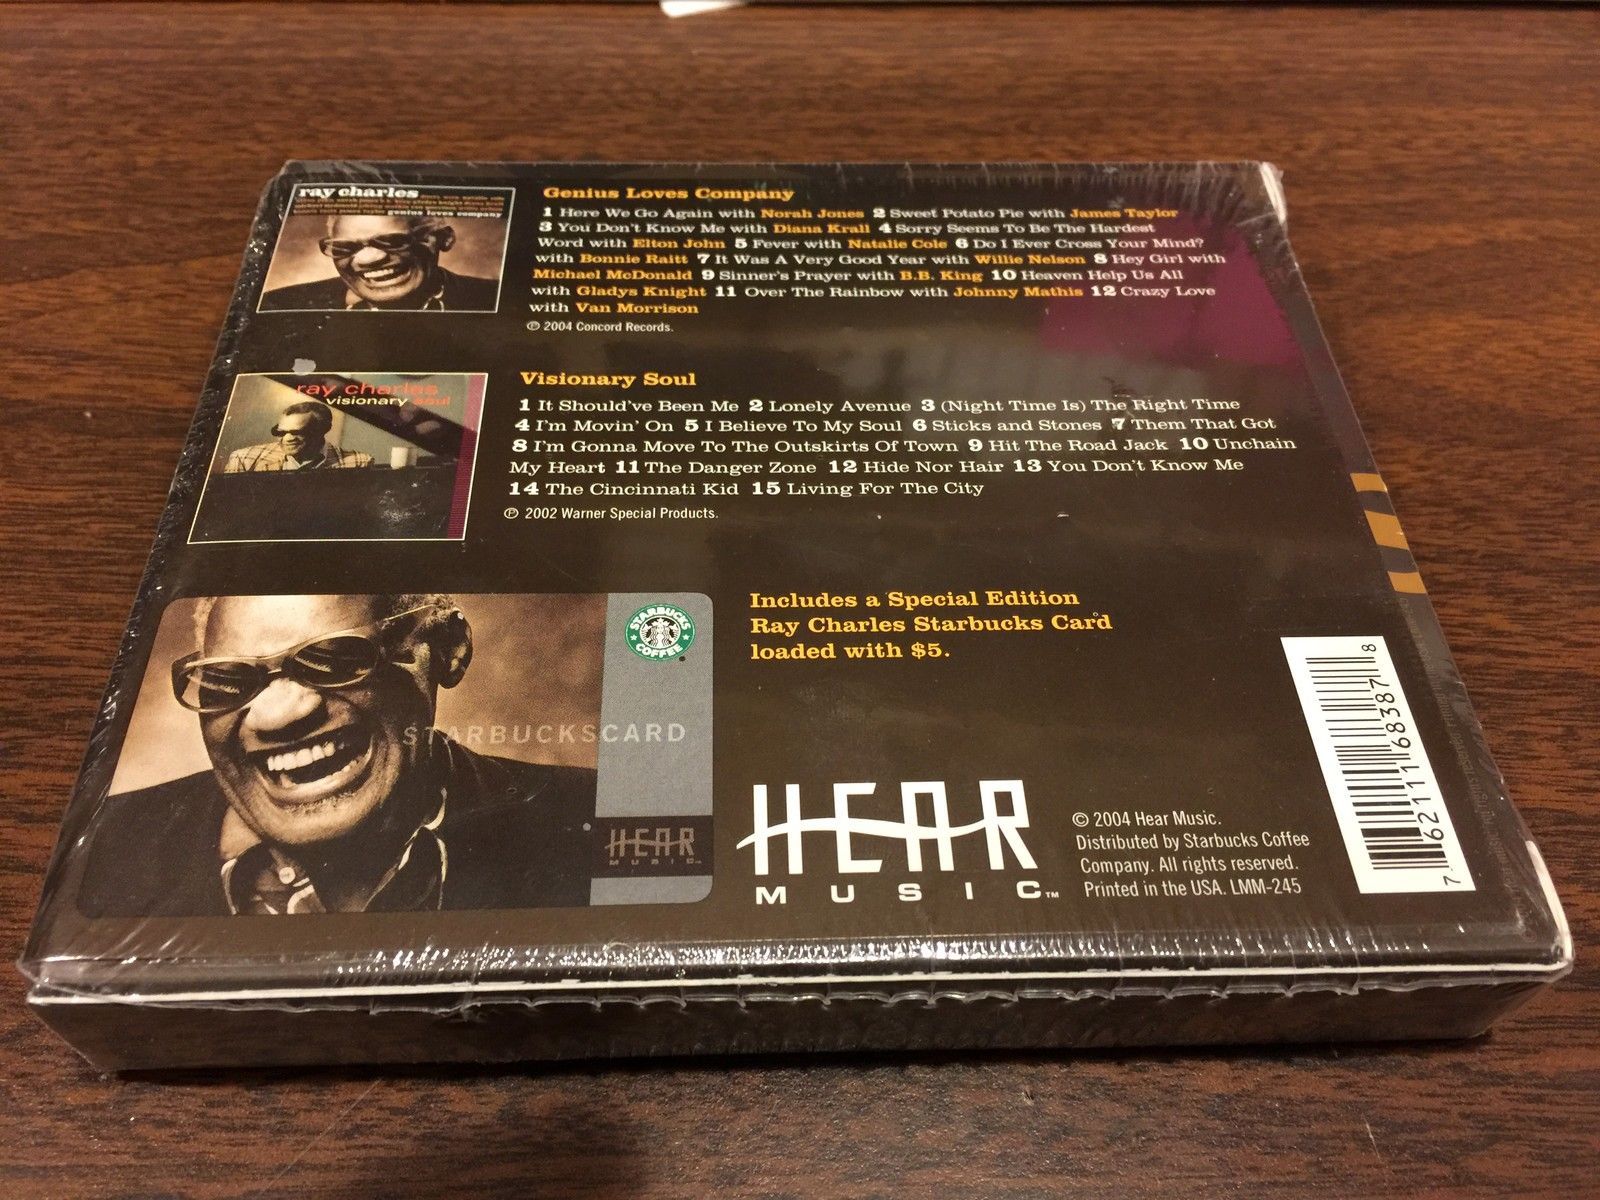 ray charles
genius loves company
Genius Loves Company
1 Here We Go Again with Norah Jones 2 Sweet Potato Pie with James Taylor
3 You Don't Know Me with Diana Krall 4 Sorry Seems To Be The Hardest
Word with Elton John 5 Fever with Natalie Cole 6 Do I Ever Cross Your Mind?
with Bonnie Raitt 7 It Was A Very Good Year with Willie Nelson 8 Hey Girl with
Michael McDonald 9 Sinner's Prayer with B.B. King 10 Heaven Help Us All
with Gladys Knight 11 Over The Rainbow with Johnny Mathis 12 Crazy Love
with Van Morrison
℗ 2004 Concord Records.
ray charles
visionary soul
Visionary Soul
1 It Should've Been Me 2 Lonely Avenue 3 (Night Time Is) The Right Time
4 I'm Movin' On 5 I Believe To My Soul 6 Sticks and Stones 7 Them That Got
8 I'm Gonna Move To The Outskirts Of Town 9 Hit The Road Jack 10 Unchain
My Heart 11 The Danger Zone 12 Hide Nor Hair 13 You Don't Know Me
14 The Cincinnati Kid 15 Living For The City
℗ 2002 Warner Special Products.
STARBUCKS
COFFEE
STARBUCKSCARD
HEAR
MUSIC™
Includes a Special Edition
Ray Charles Starbucks Card
loaded with $5.
HEAR
MUSIC™
© 2004 Hear Music.
Distributed by Starbucks Coffee
Company. All rights reserved.
Printed in the USA. LMM-245
7 62111 68387 8